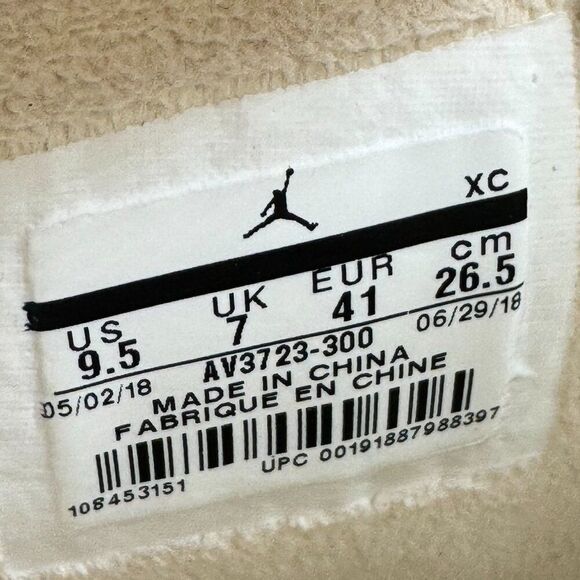 XC
US UK EUR cm
9.5 7 41 26.5
05/02/18 AV3723-300 06/29/18
MADE IN CHINA
FABRIQUE EN CHINE
108453151 UPC 00191887988397